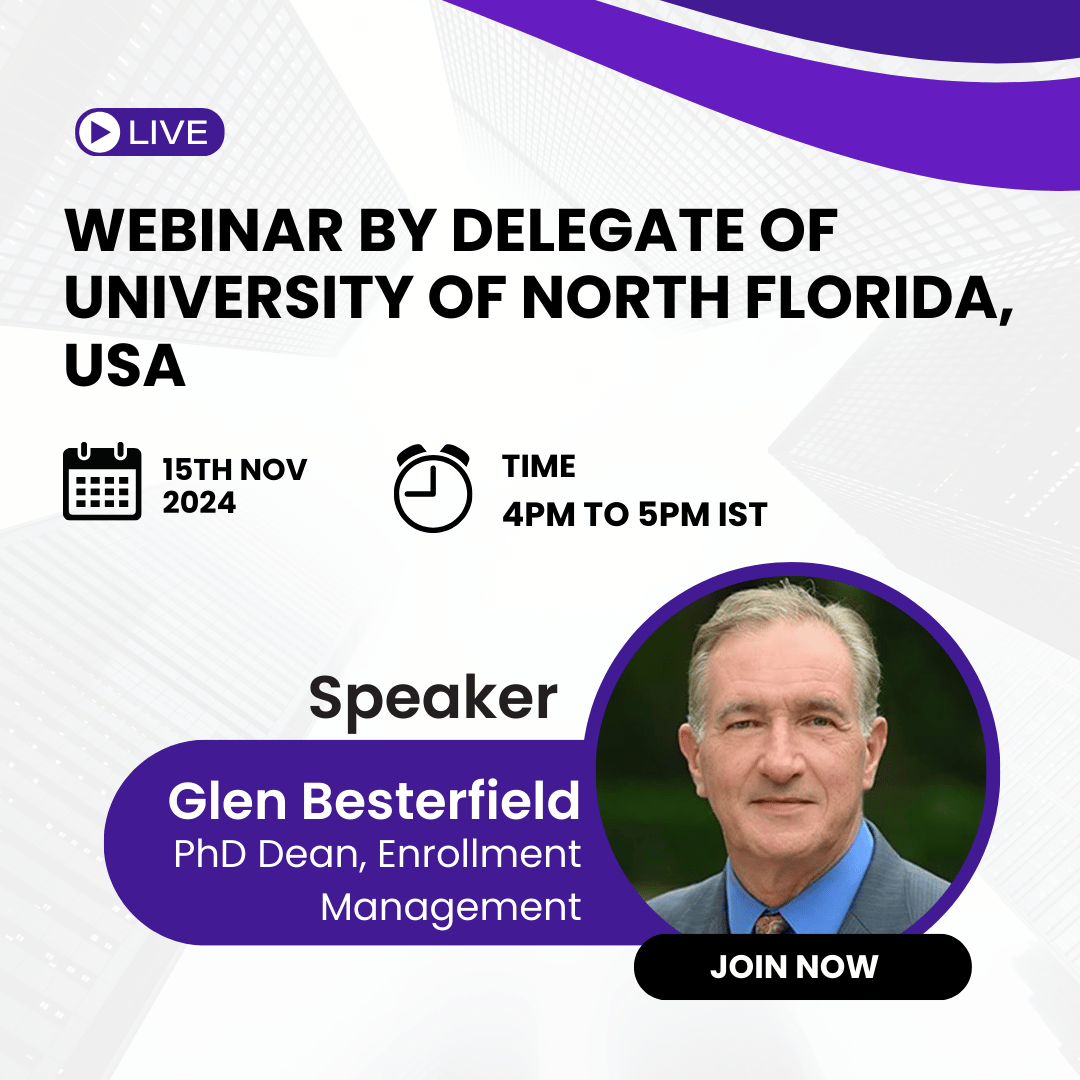 LIVE
WEBINAR BY DELEGATE OF
UNIVERSITY OF NORTH FLORIDA,
USA
15TH NOV
2024
TIME
4PM TO 5PM IST
Speaker
Glen Besterfield
PhD Dean, Enrollment
Management
JOIN NOW